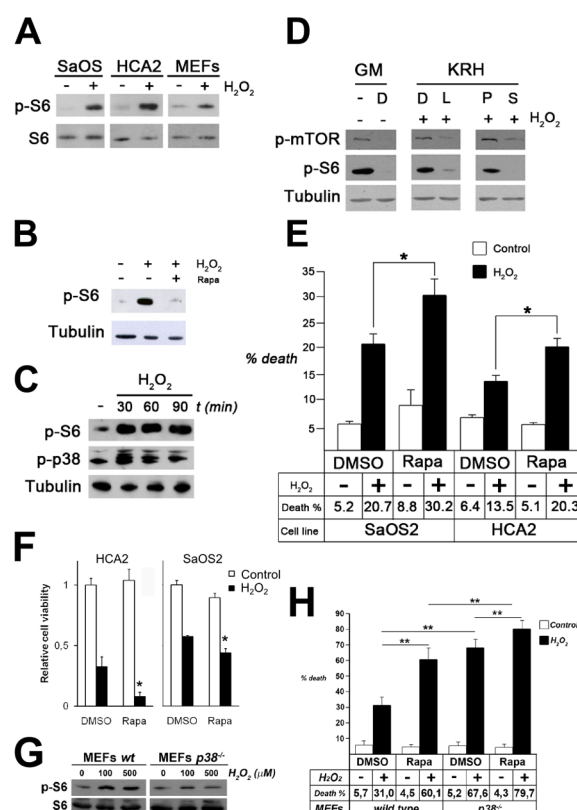 A
SaOS HCA2 MEFs
- + - + - + H₂O₂
p-S6
S6
B
- + + H₂O₂
- - + Rapa
p-S6
Tubulin
C
H₂O₂
- 30 60 90 t (min)
p-S6
p-p38
Tubulin
D
GM KRH
- D D L P S
- - + + + + H₂O₂
p-mTOR
p-S6
Tubulin
E
Control
H₂O₂
% death
35
30
25
20
15
10
5
* *
DMSO Rapa DMSO Rapa
H₂O₂ - + - + - + - +
Death % 5.2 20.7 8.8 30.2 6.4 13.5 5.1 20.3
Cell line SaOS2 HCA2
F
HCA2 SaOS2
Control
H₂O₂
Relative cell viability
1
0,5
0
* *
DMSO Rapa DMSO Rapa
G
MEFs wt MEFs p38-/-
0 100 500 0 100 500 H₂O₂ (µM)
p-S6
S6
H
Control
H₂O₂
% death
90
80
70
60
50
40
30
20
10
**
** **
** **
DMSO Rapa DMSO Rapa
H₂O₂ - + - + - + - +
Death % 5,7 31,0 4,5 60,1 5,2 67,6 4,3 79,7
MEFs wild type p38-/-